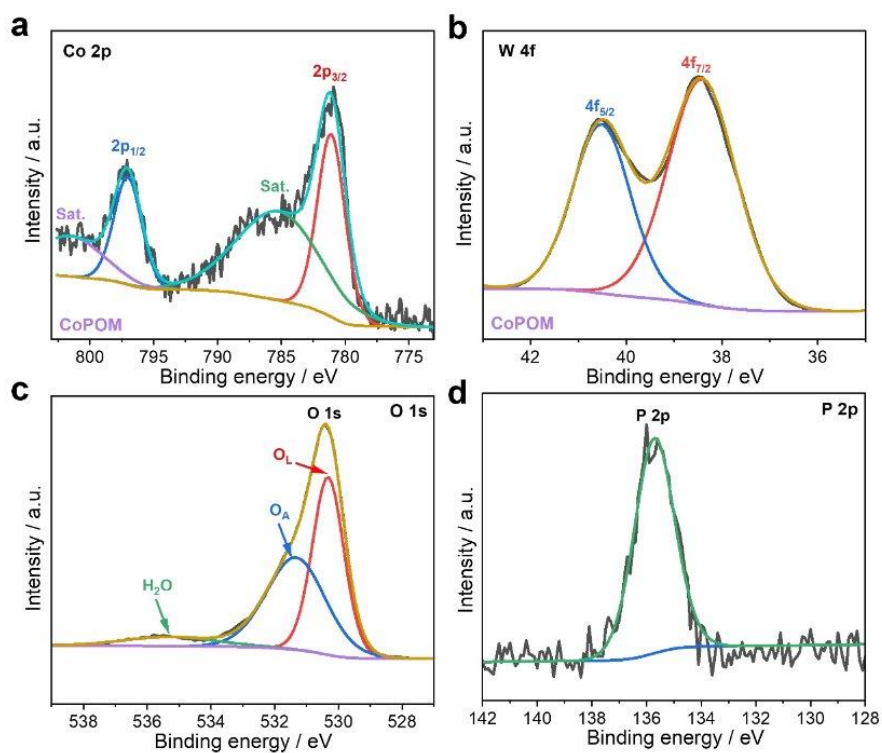 a
Co 2p
2p3/2
2p1/2
Sat.
Sat.
CoPOM
Intensity / a.u.
800 795 790 785 780 775
Binding energy / eV
b
W 4f
4f7/2
4f5/2
CoPOM
Intensity / a.u.
42 40 38 36
Binding energy / eV
c
O 1s
O 1s
OL
OA
H2O
Intensity / a.u.
538 536 534 532 530 528
Binding energy / eV
d
P 2p
P 2p
Intensity / a.u.
142 140 138 136 134 132 130 128
Binding energy / eV